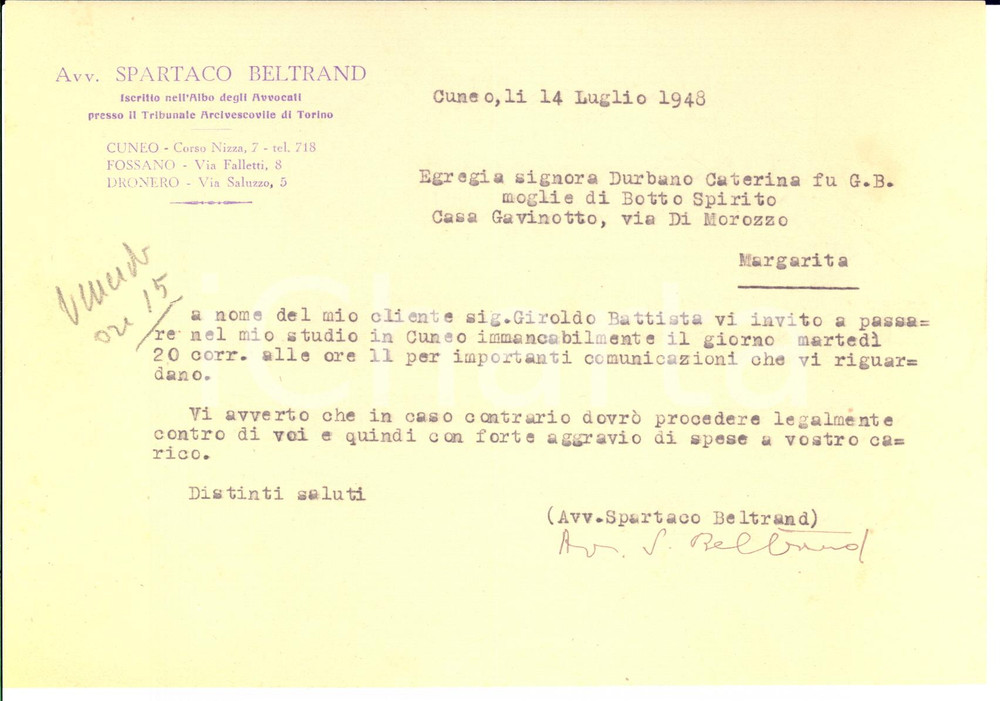 Avv. SPARTACO BELTRAND
Iscritto nell'Albo degli Avvocati
presso il Tribunale Arcivescovile di Torino
CUNEO - Corso Nizza, 7 - tel. 718
FOSSANO - Via Falletti, 8
DRONERO - Via Saluzzo, 5
Cuneo, li 14 Luglio 1948
Egregia signora Durbano Caterina fu G.B.
moglie di Botto Spirito
Casa Gavinotto, via Di Morozzo
Margarita
ore 15
a nome del mio cliente sig.Giroldo Battista vi invito a passa=
re nel mio studio in Cuneo immancabilmente il giorno martedì
20 corr. alle ore 11 per importanti comunicazioni che vi riguar=
dano.
Vi avverto che in caso contrario dovrò procedere legalmente
contro di voi e quindi con forte aggravio di spese a vostro ca=
rico.
Distinti saluti
(Avv.Spartaco Beltrand)
Avv. S. Beltrand
iCharta